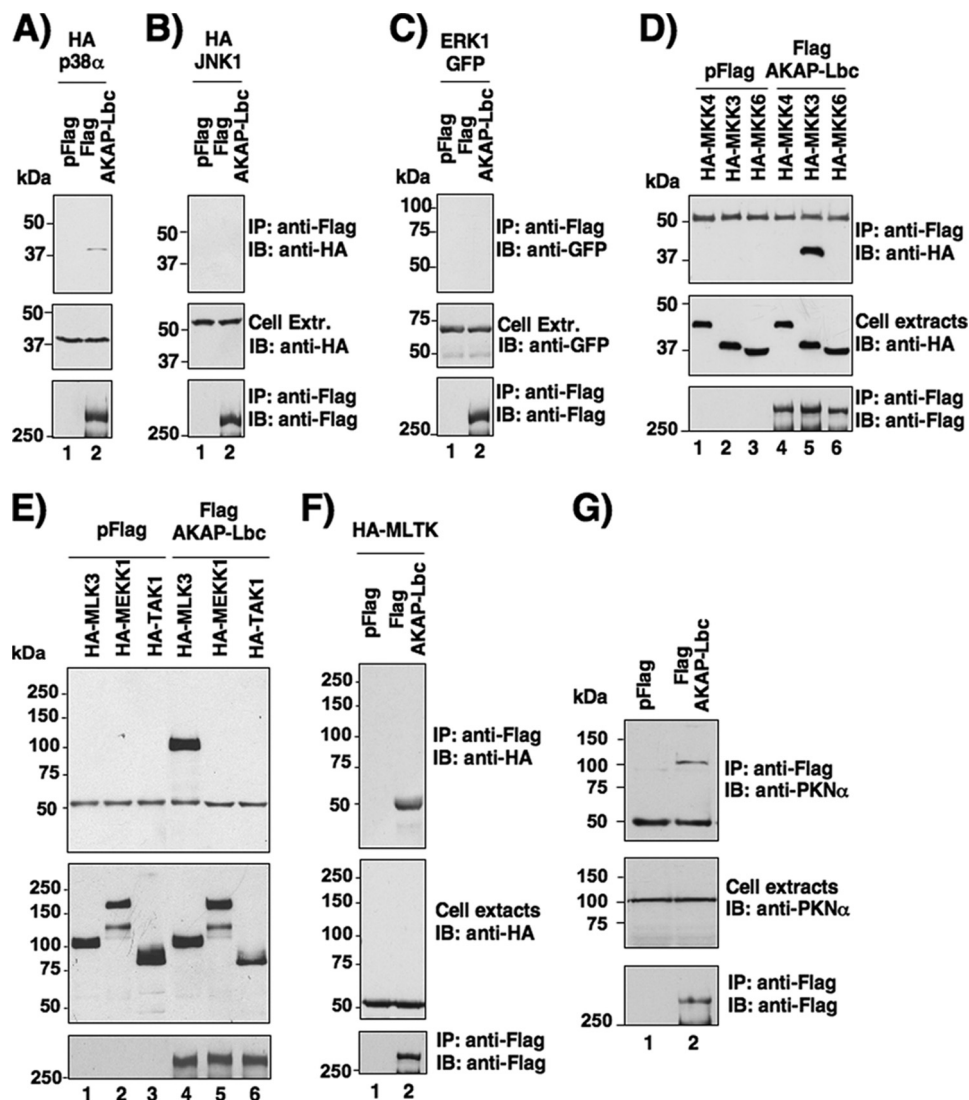 A)
HA
p38α
pFlag
Flag
AKAP-Lbc
kDa
50
37
50
37
250
1 2
B)
HA
JNK1
pFlag
Flag
AKAP-Lbc
50
37
IP: anti-Flag
IB: anti-HA
50
37
Cell Extr.
IB: anti-HA
250
IP: anti-Flag
IB: anti-Flag
1 2
C)
ERK1
GFP
pFlag
Flag
AKAP-Lbc
kDa
100
75
50
IP: anti-Flag
IB: anti-GFP
75
50
Cell Extr.
IB: anti-GFP
250
IP: anti-Flag
IB: anti-Flag
1 2
D)
pFlag
Flag
AKAP-Lbc
HA-MKK4
HA-MKK3
HA-MKK6
HA-MKK4
HA-MKK3
HA-MKK6
kDa
50
37
IP: anti-Flag
IB: anti-HA
50
37
Cell extracts
IB: anti-HA
250
IP: anti-Flag
IB: anti-Flag
1 2 3 4 5 6
E)
pFlag
Flag
AKAP-Lbc
HA-MLK3
HA-MEKK1
HA-TAK1
HA-MLK3
HA-MEKK1
HA-TAK1
kDa
250
150
100
75
50
250
150
100
75
50
250
1 2 3 4 5 6
F)
HA-MLTK
pFlag
Flag
AKAP-Lbc
250
150
100
75
50
IP: anti-Flag
IB: anti-HA
250
150
100
75
50
Cell extacts
IB: anti-HA
250
IP: anti-Flag
IB: anti-Flag
1 2
G)
pFlag
Flag
AKAP-Lbc
kDa
150
100
75
50
IP: anti-Flag
IB: anti-PKNα
150
100
75
Cell extracts
IB: anti-PKNα
250
IP: anti-Flag
IB: anti-Flag
1 2